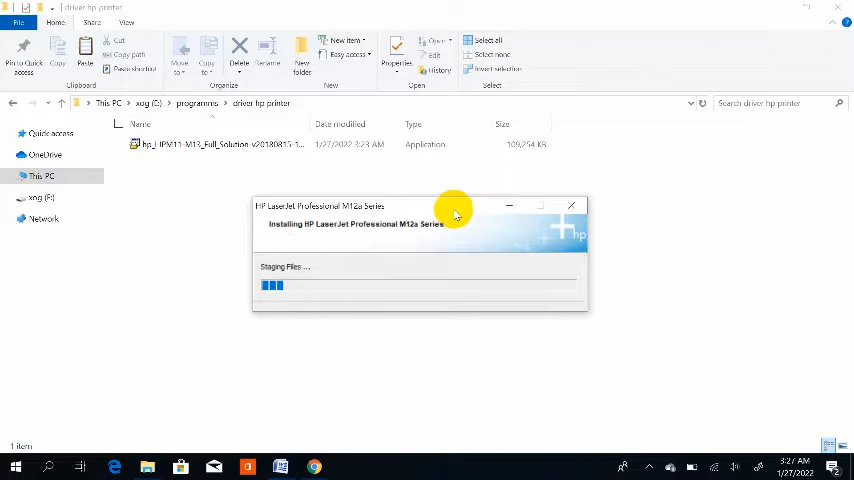 driver hp printer
File
Home
Share
View
Pin to Quick access
Copy
Paste
Cut
Copy path
Paste shortcut
Clipboard
Move to
Copy to
Delete
Rename
Organize
New folder
New item
Easy access
New
Properties
Open
Edit
History
Open
Select all
Select none
Invert selection
Select
This PC
xog (E:)
programms
driver hp printer
Search driver hp printer
Name
Date modified
Type
Size
1/27/2022 3:23 AM
Application
109,254 KB
Quick access
OneDrive
This PC
xog (F:)
Network
HP LaserJet Professional M12a Series
Installing HP LaserJet Professional M12a Series
hp
Staging Files ...
1 item
3:27 AM
1/27/2022
2